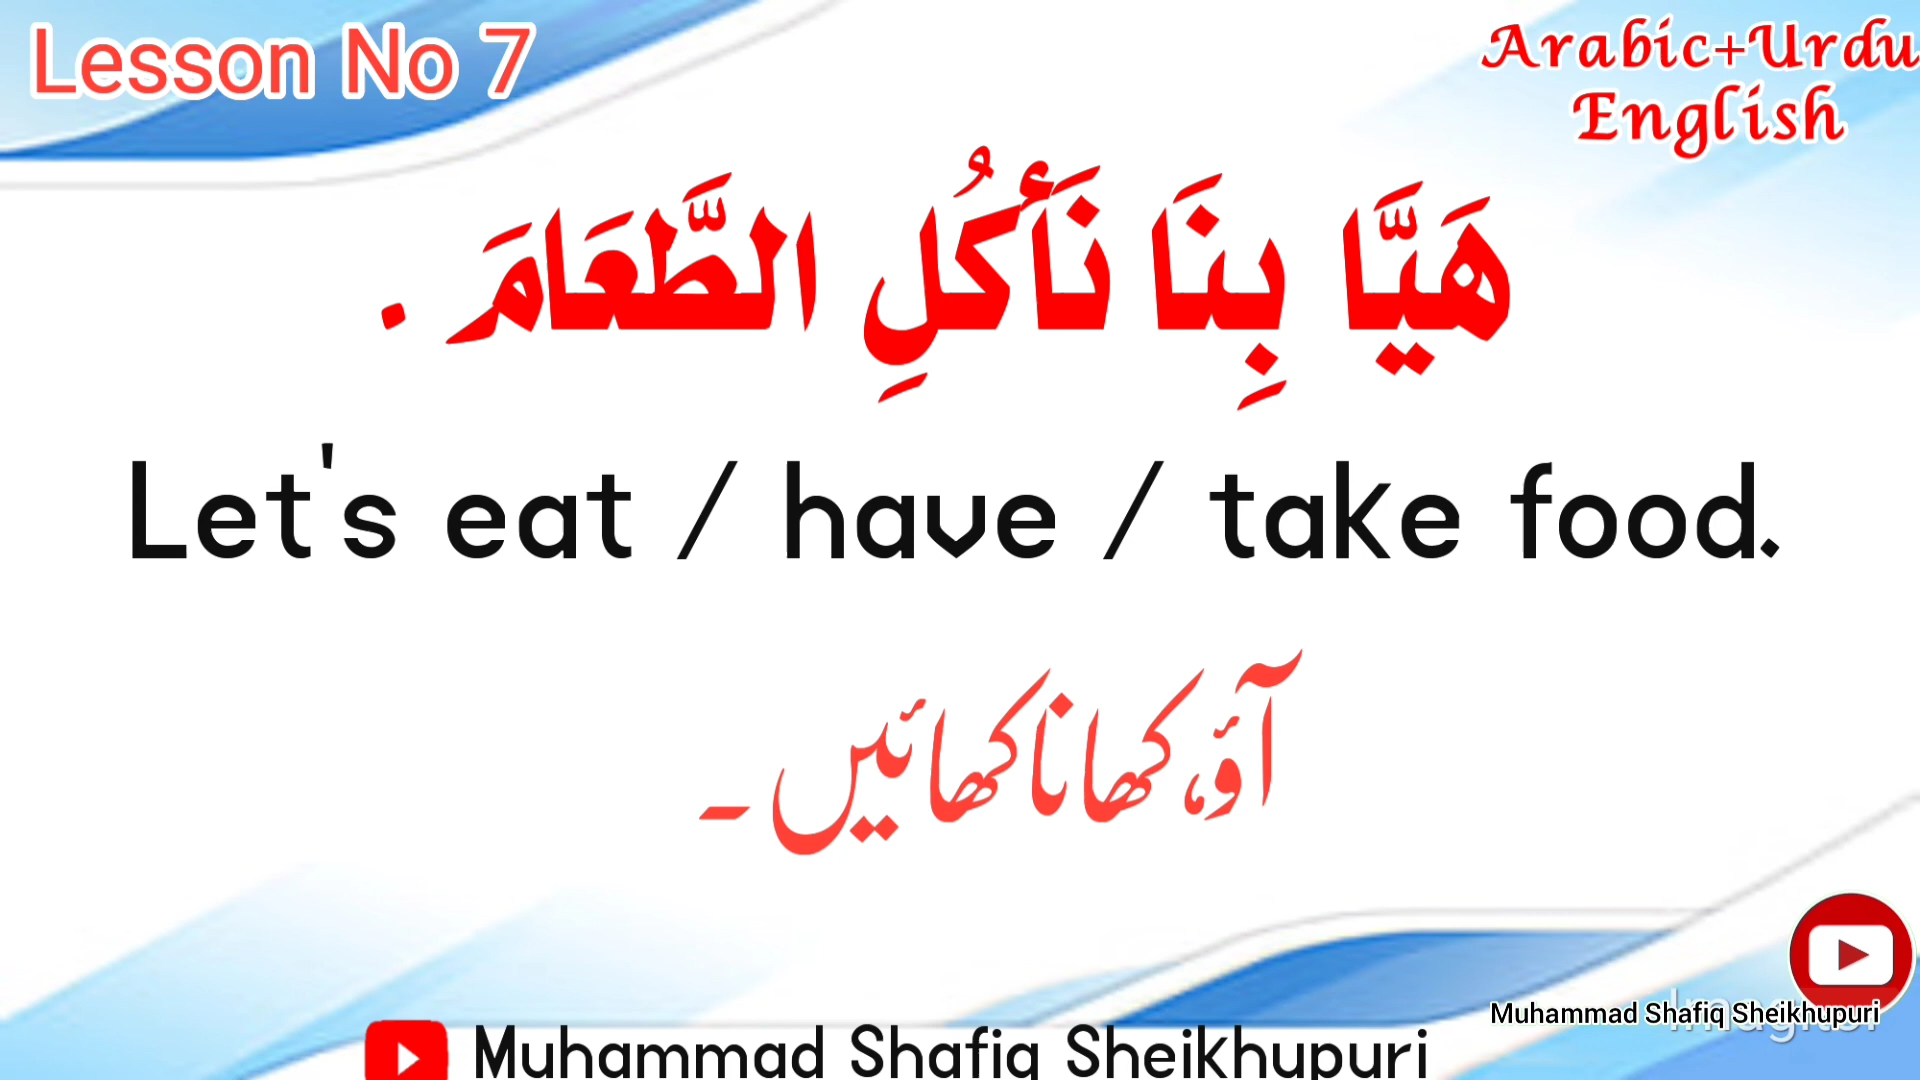 Lesson No 7
Arabic+Urdu
English
هَيَّا بِنَا نَأْكُلِ الطَّعَامَ .
Let's eat / have / take food.
آؤ، کھانا کھائیں ۔
Muhammad Shafiq Sheikhupuri
Muhammad Shafiq Sheikhupuri